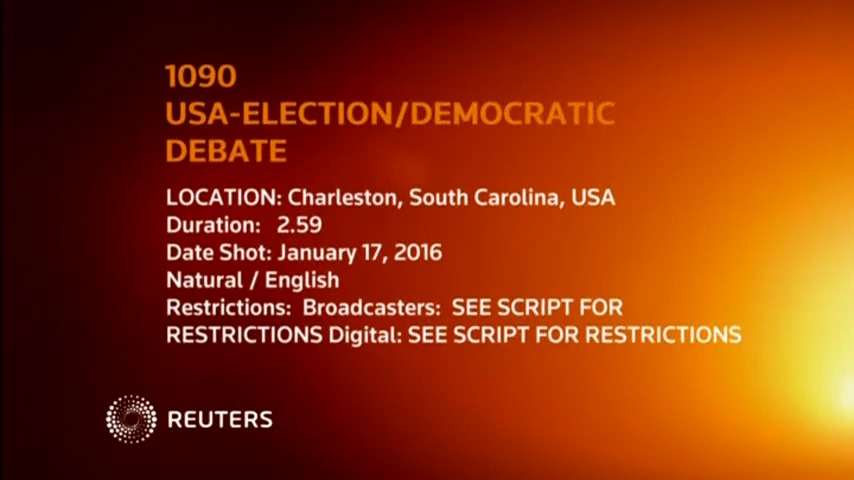 1090
USA-ELECTION/DEMOCRATIC
DEBATE
LOCATION: Charleston, South Carolina, USA
Duration: 2.59
Date Shot: January 17, 2016
Natural / English
Restrictions: Broadcasters: SEE SCRIPT FOR
RESTRICTIONS Digital: SEE SCRIPT FOR RESTRICTIONS
REUTERS